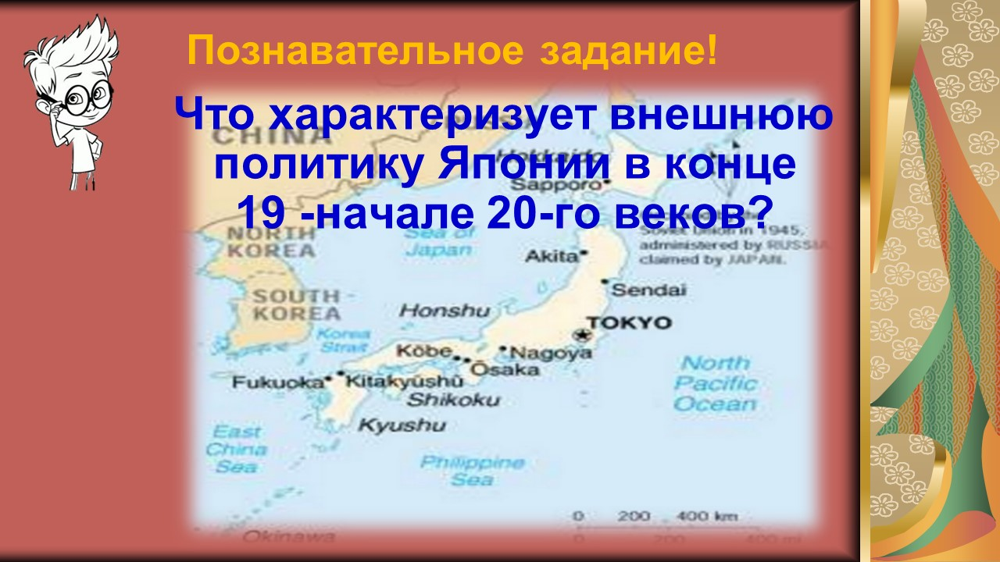 Познавательное задание!
Что характеризует внешнюю
политику Японии в конце
19 -начале 20-го веков?
CHINA
Hokkaido
Sapporo
NORTH
KOREA
Sea of
Japan
Soviet Union in 1945,
administered by RUSSIA
claimed by JAPAN.
Akita
SOUTH
KOREA
Sendai
Honshu
TOKYO
Korea
Strait
Kōbe
Nagoya
Ōsaka
North
Pacific
Ocean
Fukuoka
Kitakyūshū
Shikoku
Kyushu
East
China
Sea
Philippine
Sea
0 200 400 km
Okinawa
0 200 400 mi